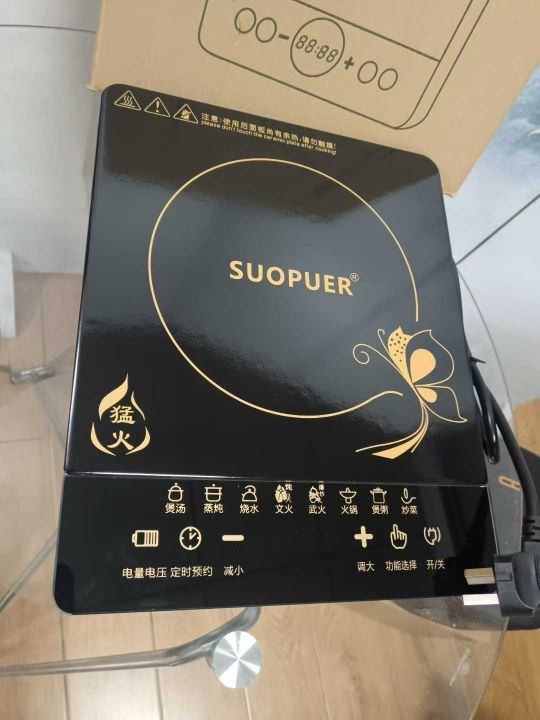 88:88
注意:使用后面板尚有余热,请勿触摸!
please don't touch the ceramic plate after cooking!
SUOPUER®
猛火
煲汤 蒸炖 烧水 文火 武火 火锅 煲粥 炒菜
电量电压 定时预约 减小 调大 功能选择 开/关